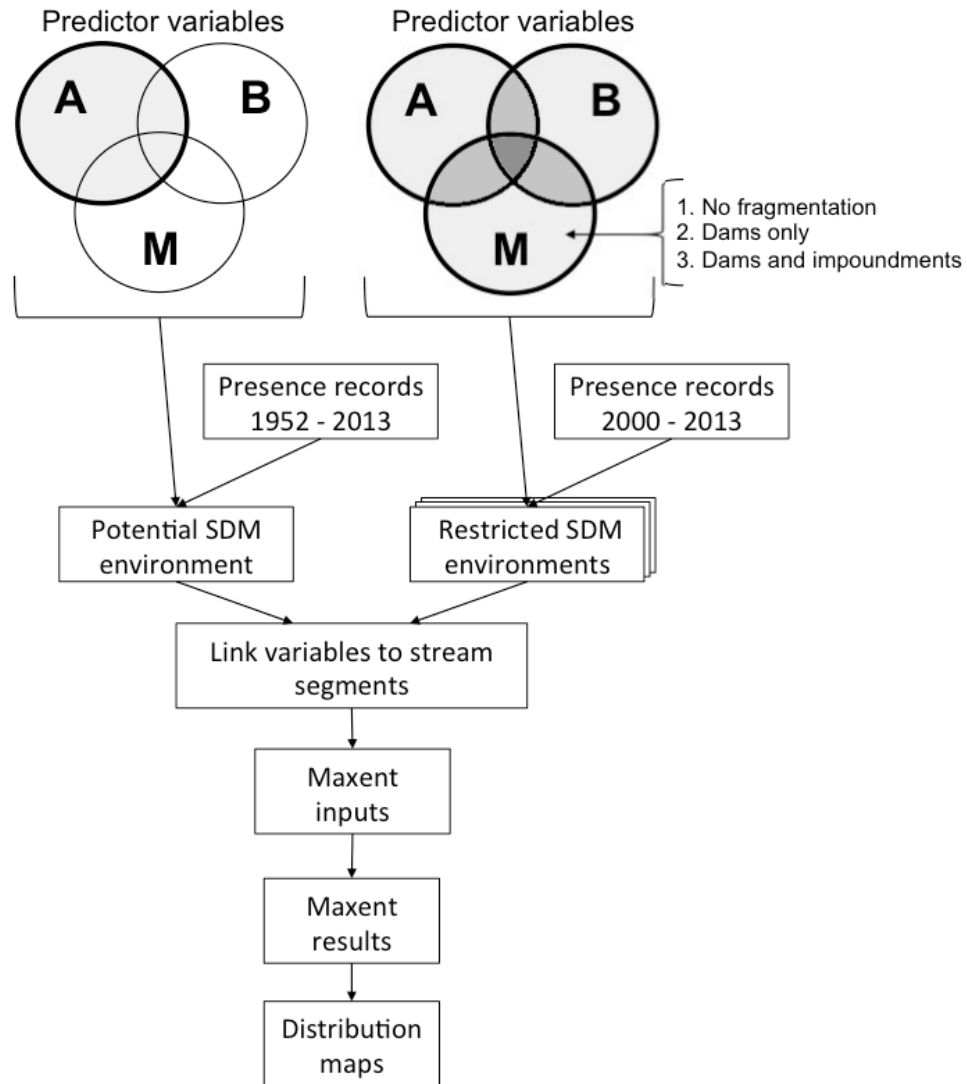 Predictor variables
A
B
M
Predictor variables
A
B
M
1. No fragmentation
2. Dams only
3. Dams and impoundments
Presence records
1952 - 2013
Presence records
2000 - 2013
Potential SDM
environment
Restricted SDM
environments
Link variables to stream
segments
Maxent
inputs
Maxent
results
Distribution
maps